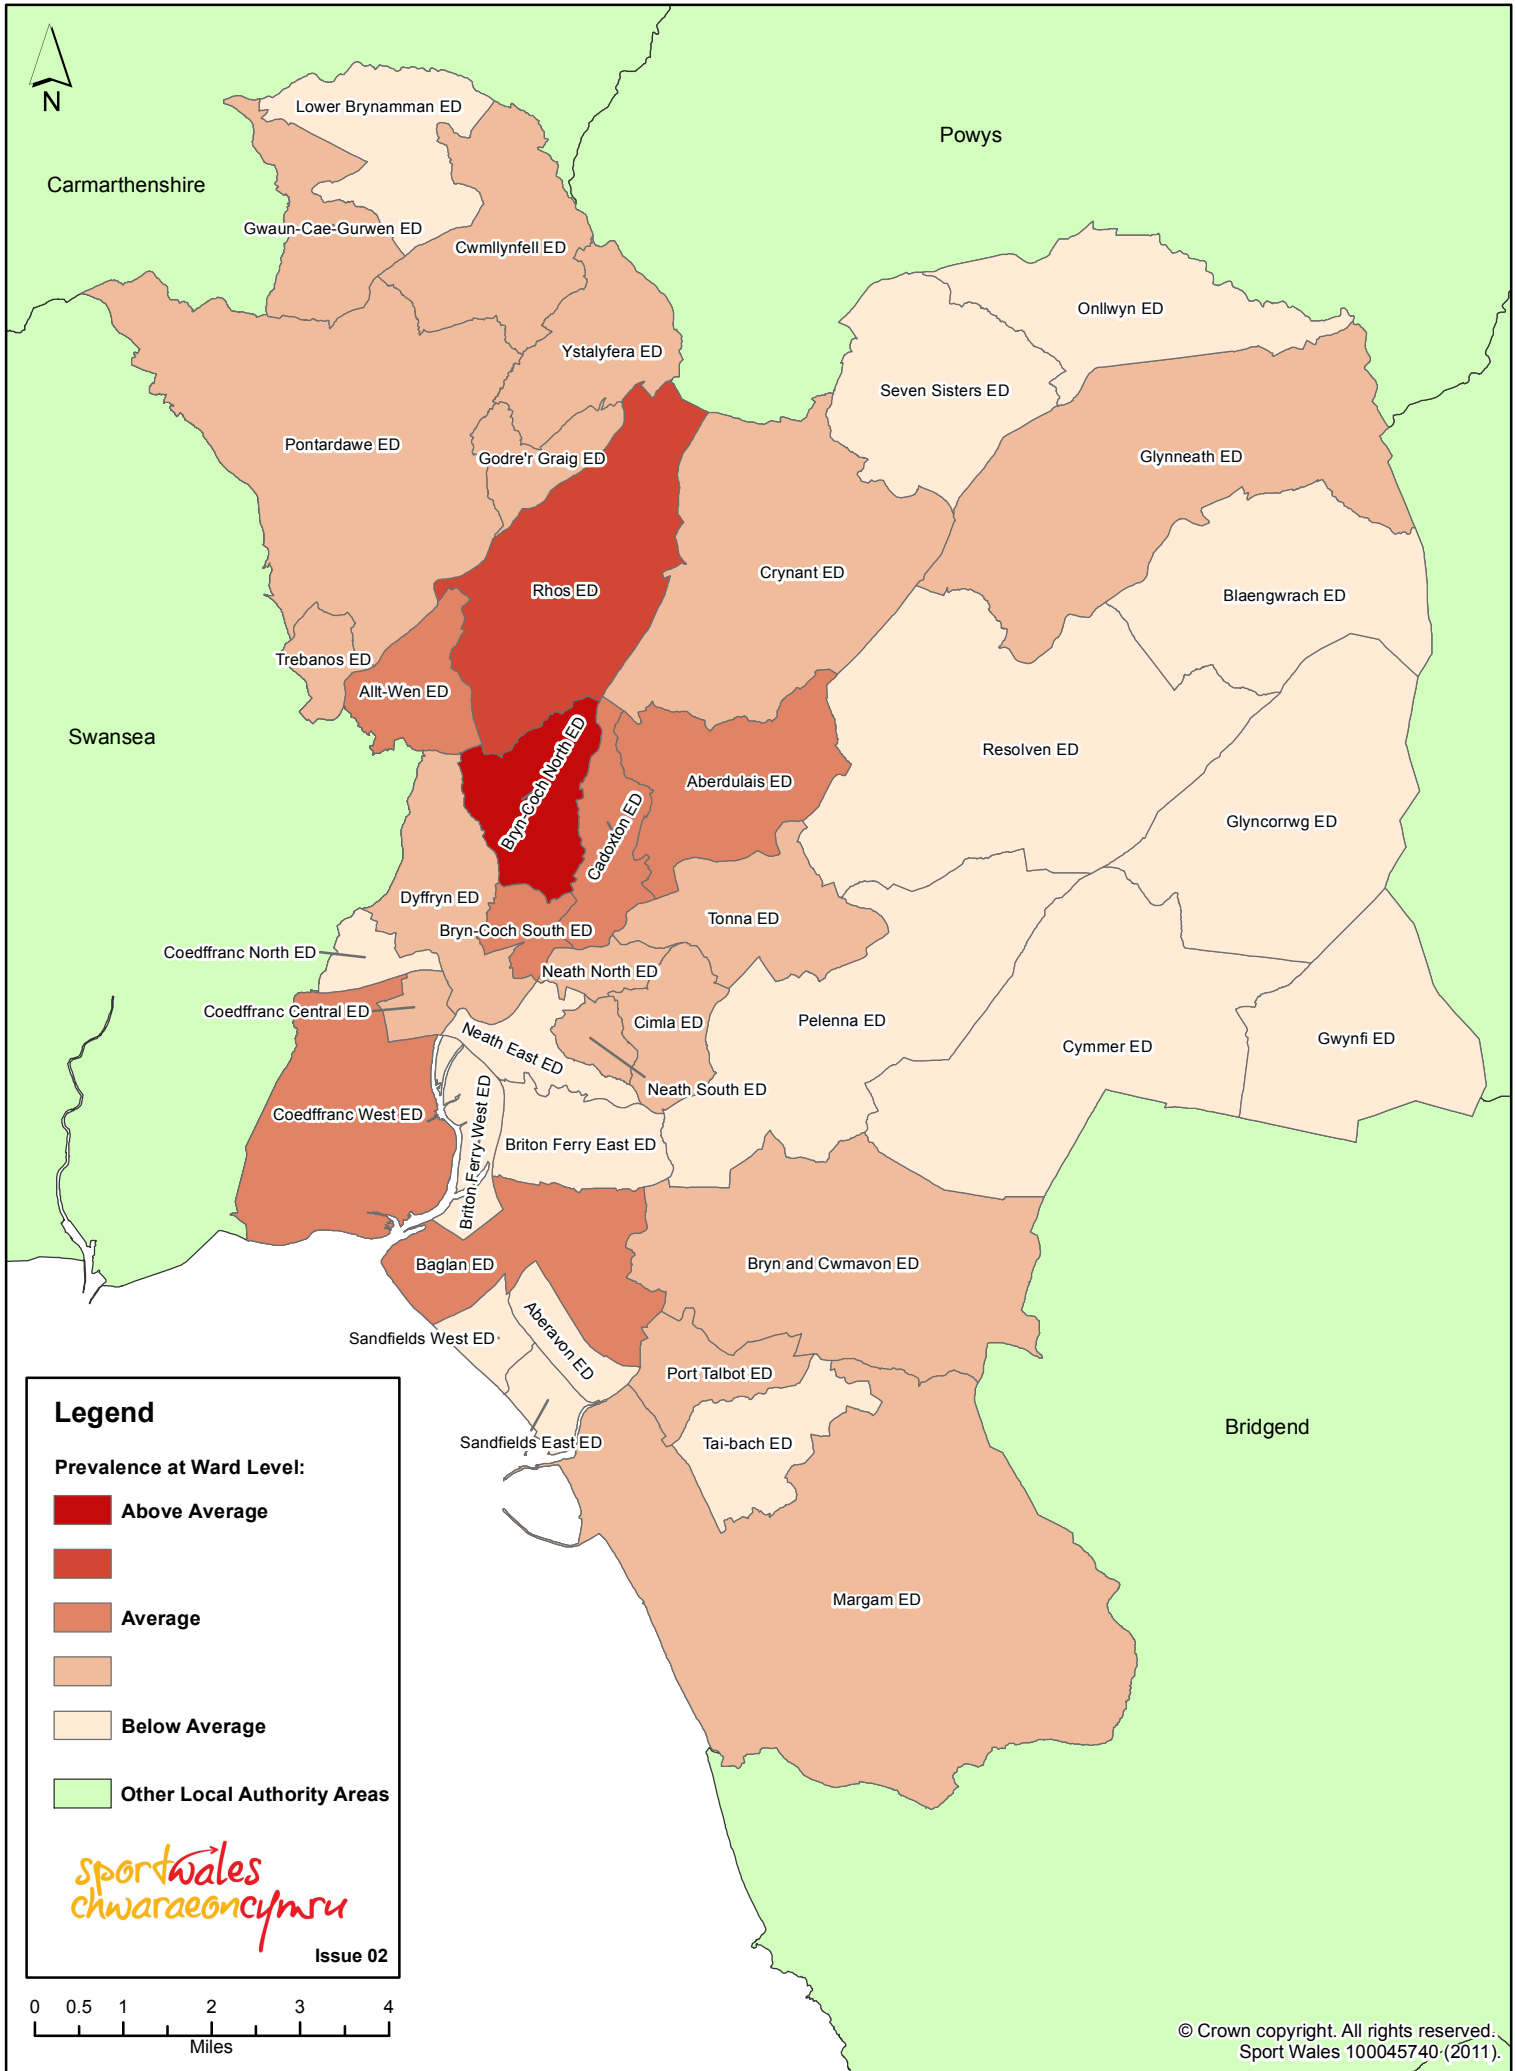 N
Lower Brynamman ED
Powys
Carmarthenshire
Gwaun-Cae-Gurwen ED
Cwmllynfell ED
Onllwyn ED
Ystalyfera ED
Seven Sisters ED
Pontardawe ED
Godre'r Graig ED
Glynneath ED
Crynant ED
Rhos ED
Blaengwrach ED
Trebanos ED
Allt-Wen ED
Swansea
Bryn-Coch North ED
Resolven ED
Aberdulais ED
Cadoxton ED
Glyncorrwg ED
Dyffryn ED
Tonna ED
Bryn-Coch South ED
Coedffranc North ED
Neath North ED
Coedffranc Central ED
Cimla ED
Pelenna ED
Neath East ED
Gwynfi ED
Cymmer ED
Neath South ED
Coedffranc West ED
Briton Ferry West ED
Briton Ferry East ED
Baglan ED
Bryn and Cwmavon ED
Sandfields West ED
Aberavon ED
Port Talbot ED
Bridgend
Sandfields East ED
Tai-bach ED
Margam ED
Legend
Prevalence at Ward Level:
Above Average
Average
Below Average
Other Local Authority Areas
sportwales
chwaraeoncymru
Issue 02
0 0.5 1 2 3 4
Miles
© Crown copyright. All rights reserved.
Sport Wales 100045740 (2011).